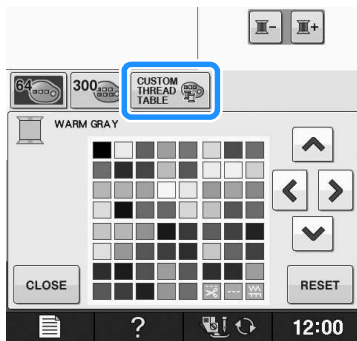 64
300
CUSTOM
THREAD
TABLE
WARM GRAY
CLOSE
RESET
?
12:00